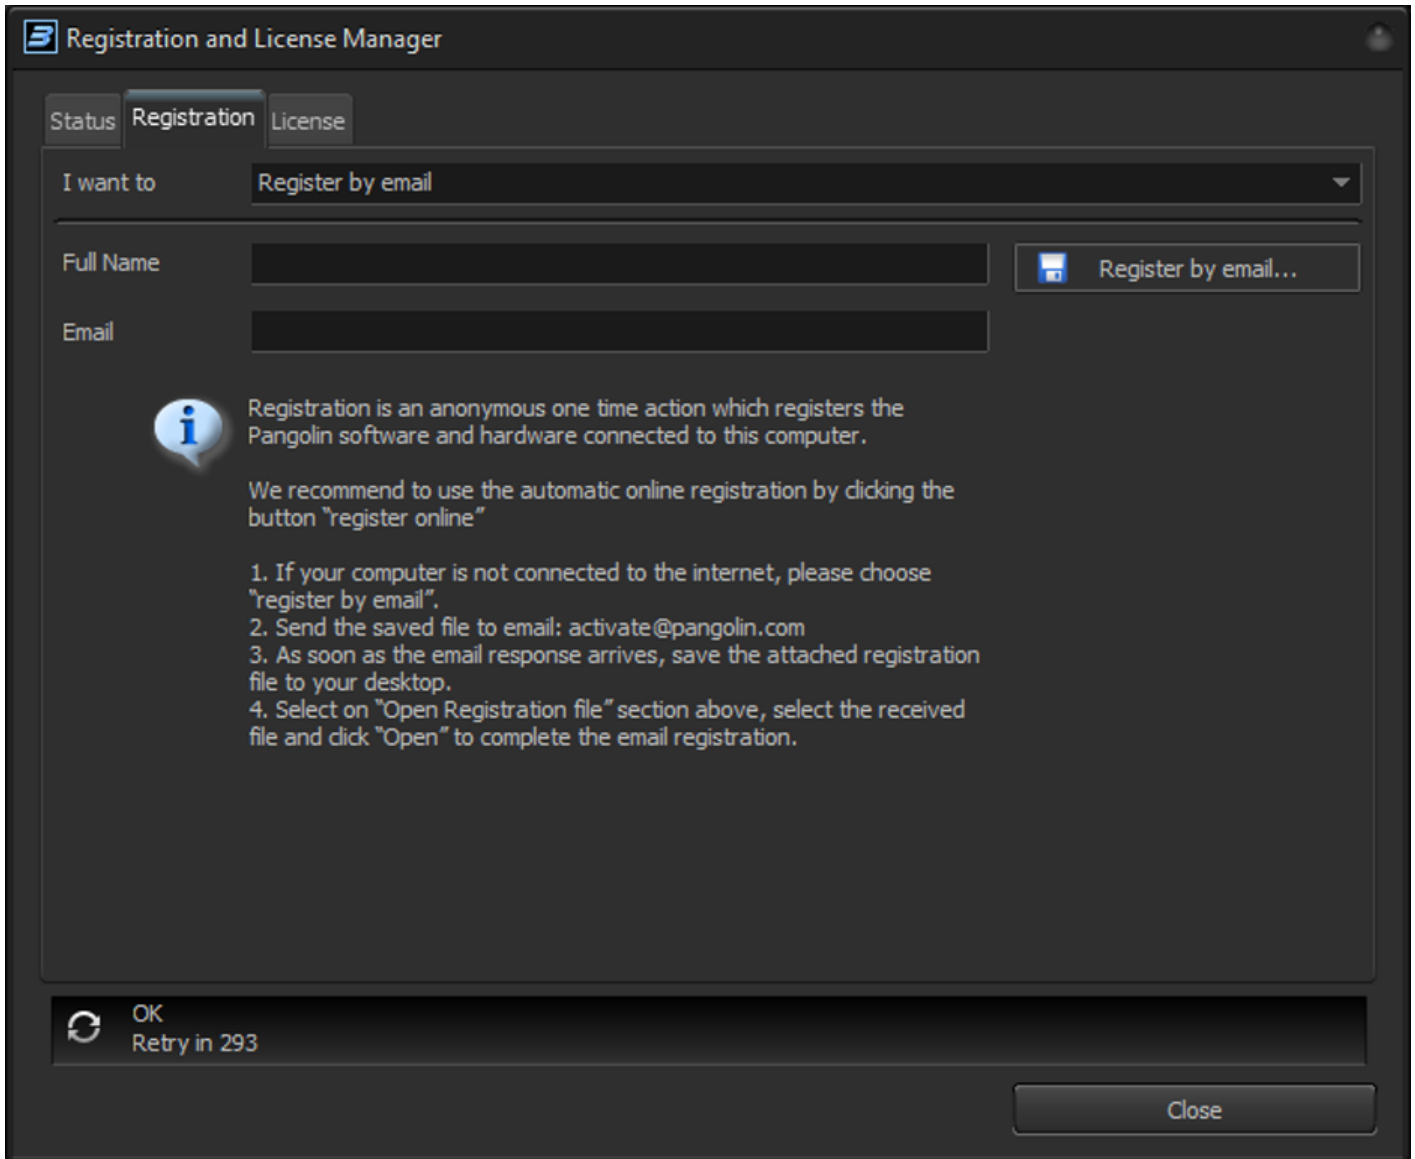 Registration and License Manager
Status Registration License
I want to Register by email
Full Name Register by email...
Email
Registration is an anonymous one time action which registers the
Pangolin software and hardware connected to this computer.
We recommend to use the automatic online registration by clicking the
button “register online”
1. If your computer is not connected to the internet, please choose
“register by email”.
2. Send the saved file to email: activate@pangolin.com
3. As soon as the email response arrives, save the attached registration
file to your desktop.
4. Select on “Open Registration file” section above, select the received
file and click “Open” to complete the email registration.
OK
Retry in 293
Close